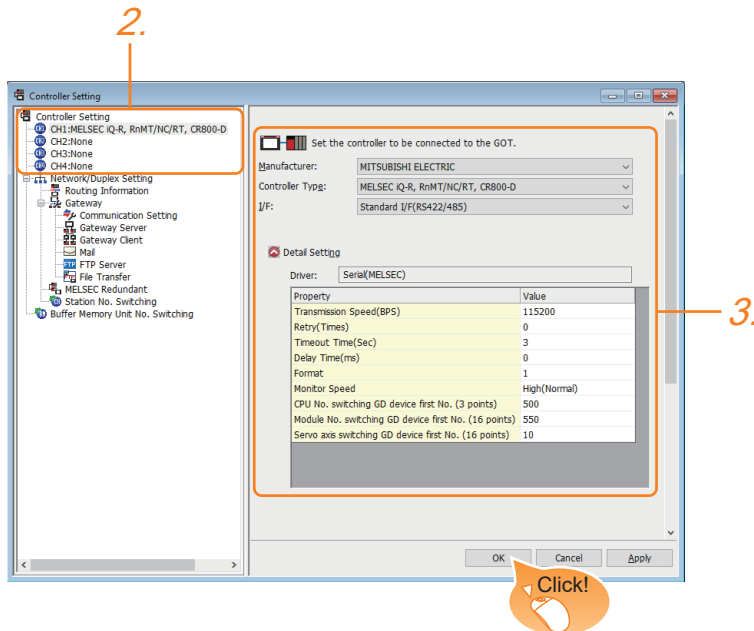 2.
Controller Setting
Controller Setting
CH1:MELSEC iQ-R, RnMT/NC/RT, CR800-D
CH2:None
CH3:None
CH4:None
Network/Duplex Setting
Routing Information
Gateway
Communication Setting
Gateway Server
Gateway Client
Mail
FTP Server
File Transfer
MELSEC Redundant
Station No. Switching
Buffer Memory Unit No. Switching
Set the controller to be connected to the GOT.
Manufacturer: MITSUBISHI ELECTRIC
Controller Type: MELSEC iQ-R, RnMT/NC/RT, CR800-D
I/F: Standard I/F(RS422/485)
Detail Setting
Driver: Serial(MELSEC)
Property Value
Transmission Speed(BPS) 115200
Retry(Times) 0
Timeout Time(Sec) 3
Delay Time(ms) 0
Format 1
Monitor Speed High(Normal)
CPU No. switching GD device first No. (3 points) 500
Module No. switching GD device first No. (16 points) 550
Servo axis switching GD device first No. (16 points) 10
3.
OK Cancel Apply
Click!